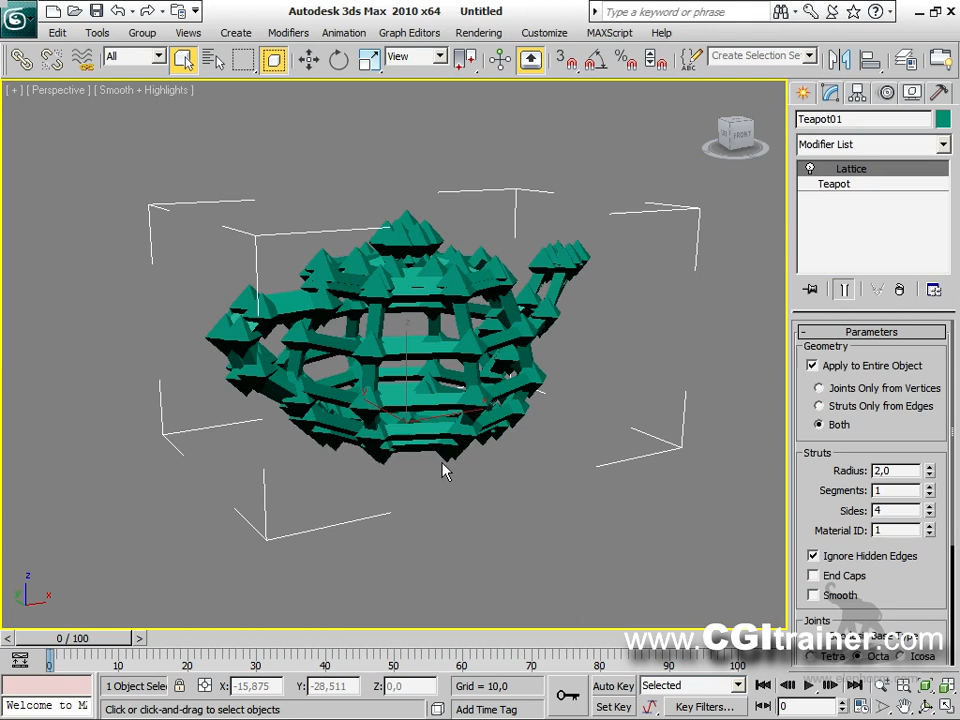 Autodesk 3ds Max 2010 x64 Untitled
Type a keyword or phrase
Edit Tools Group Views Create Modifiers Animation Graph Editors Rendering Customize MAXScript Help
All
View
3
Create Selection Se
[ + ] [ Perspective ] [ Smooth + Highlights ]
FRONT
Teapot01
Modifier List
Lattice
Teapot
Parameters
Geometry
Apply to Entire Object
Joints Only from Vertices
Struts Only from Edges
Both
Struts
Radius: 2,0
Segments: 1
Sides: 4
Material ID: 1
Ignore Hidden Edges
End Caps
Smooth
Joints
Base Type
Tetra Octa Icosa
z
x
z
x
y
www.CGItrainer.com
< 0 / 100 >
0 10 20 30 40 50 60 70 80 90 100
1 Object Selec
X: -15,875
Y: -28,511
Z: 0,0
Grid = 10,0
Auto Key
Selected
Welcome to M
Click or click-and-drag to select objects
Add Time Tag
Set Key
Key Filters...
0